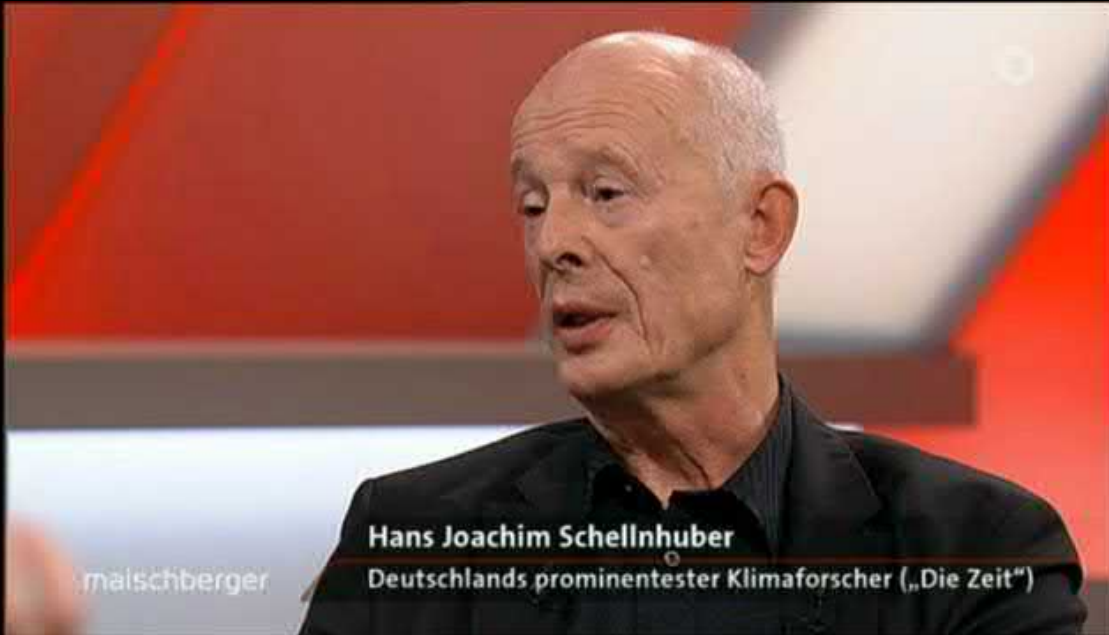 Hans Joachim Schellnhuber
maischberger
Deutschlands prominentester Klimaforscher („Die Zeit“)